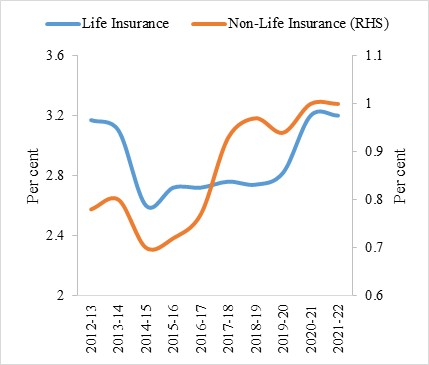 Life Insurance Non-Life Insurance (RHS)
3.6 1.1
3.2 1
0.9
2.8
Per cent Per cent
0.8
2.4 0.7
2 0.6
2012-13 2013-14 2014-15 2015-16 2016-17 2017-18 2018-19 2019-20 2020-21 2021-22